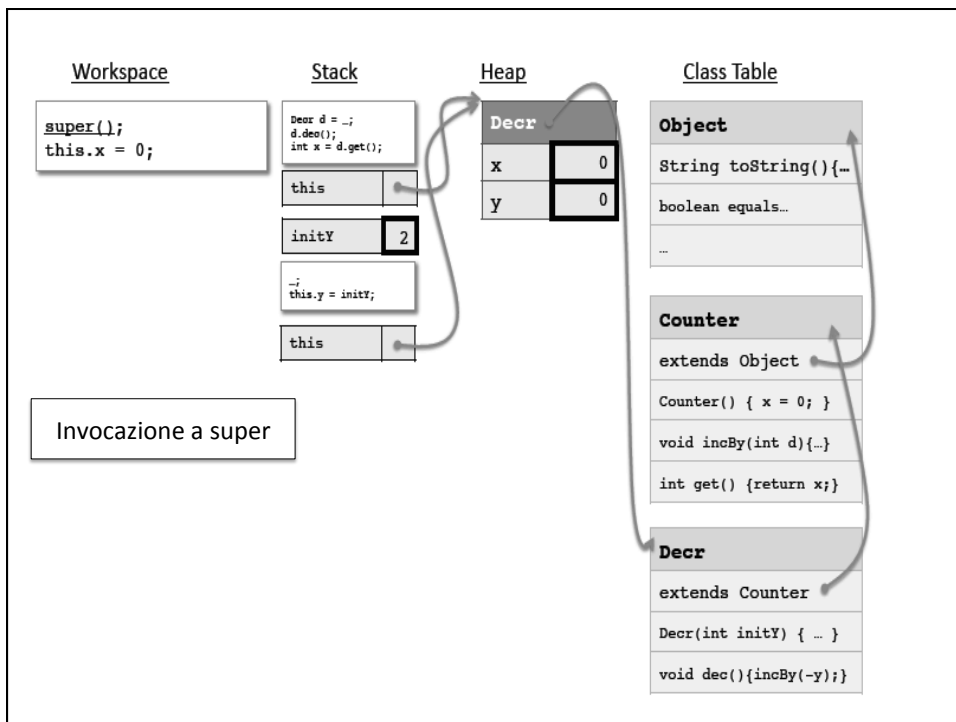 Workspace
Stack
Heap
Class Table
super();
this.x = 0;
Decr d = _;
d.dec();
int x = d.get();
this
initY 2
_;
this.y = initY;
this
Invocazione a super
Decr
x 0
y 0
Object
String toString(){…
boolean equals…
…
Counter
extends Object
Counter() { x = 0; }
void incBy(int d){…}
int get() {return x;}
Decr
extends Counter
Decr(int initY) { … }
void dec(){incBy(-y);}